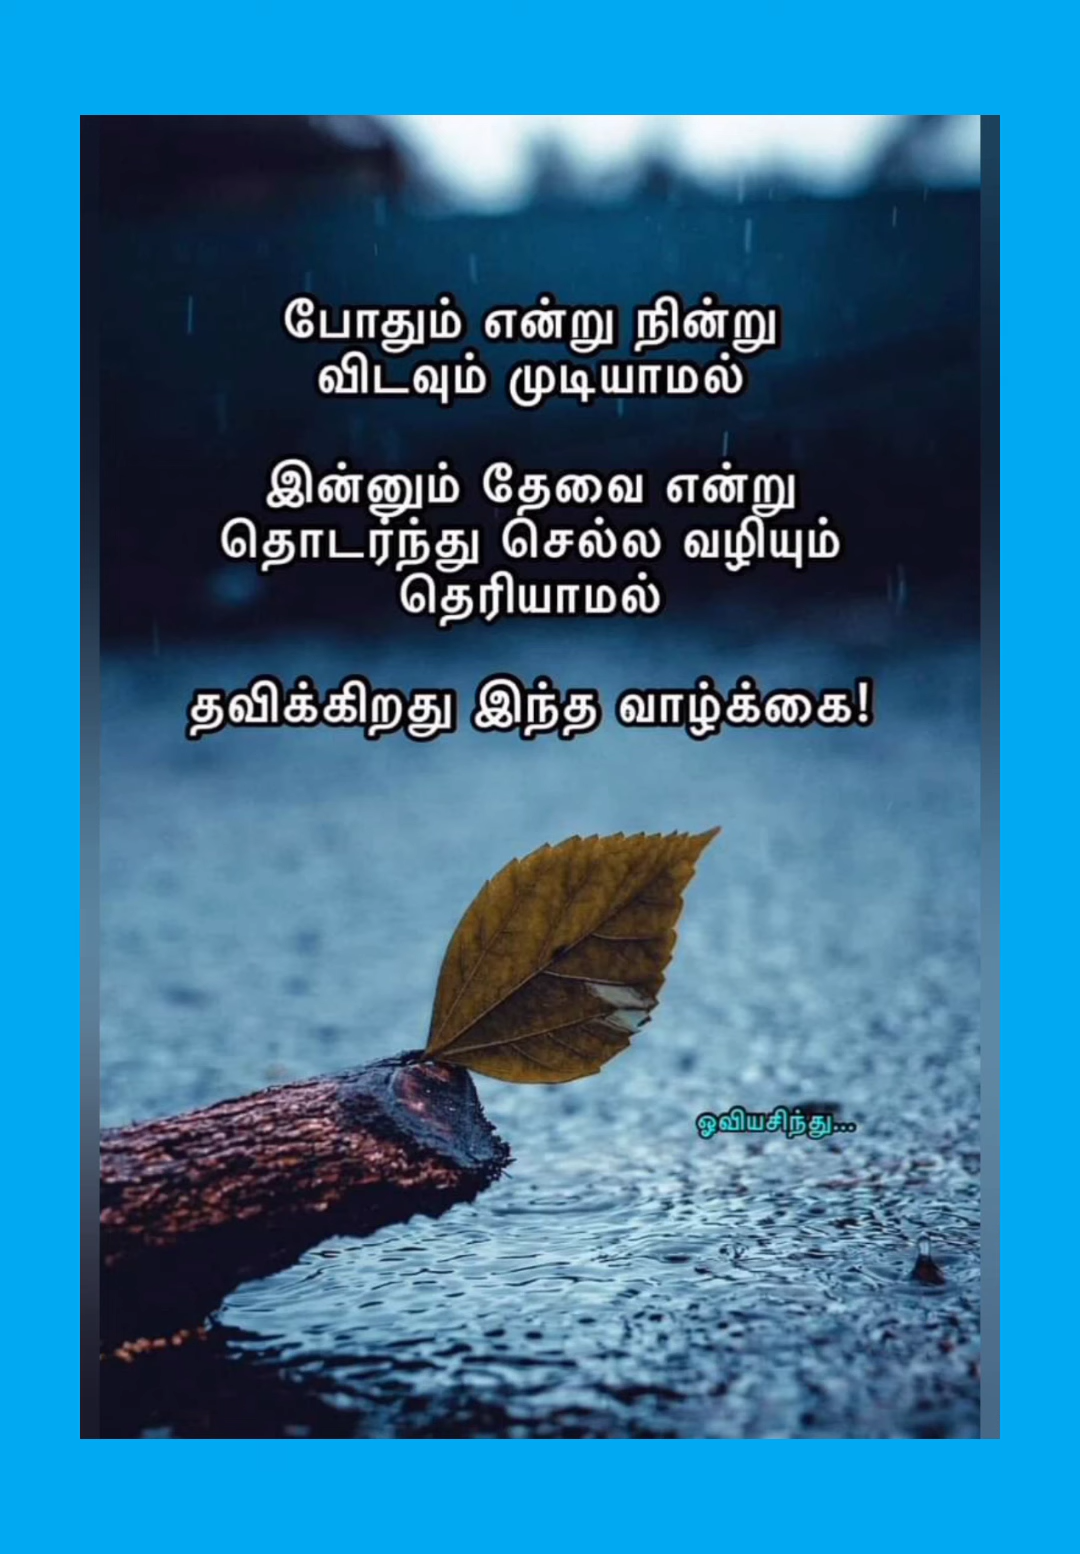 போதும் என்று நின்று
விடவும் முடியாமல்
இன்னும் தேவை என்று
தொடர்ந்து செல்ல வழியும்
தெரியாமல்
தவிக்கிறது இந்த வாழ்க்கை!
ஓவியசிந்து...